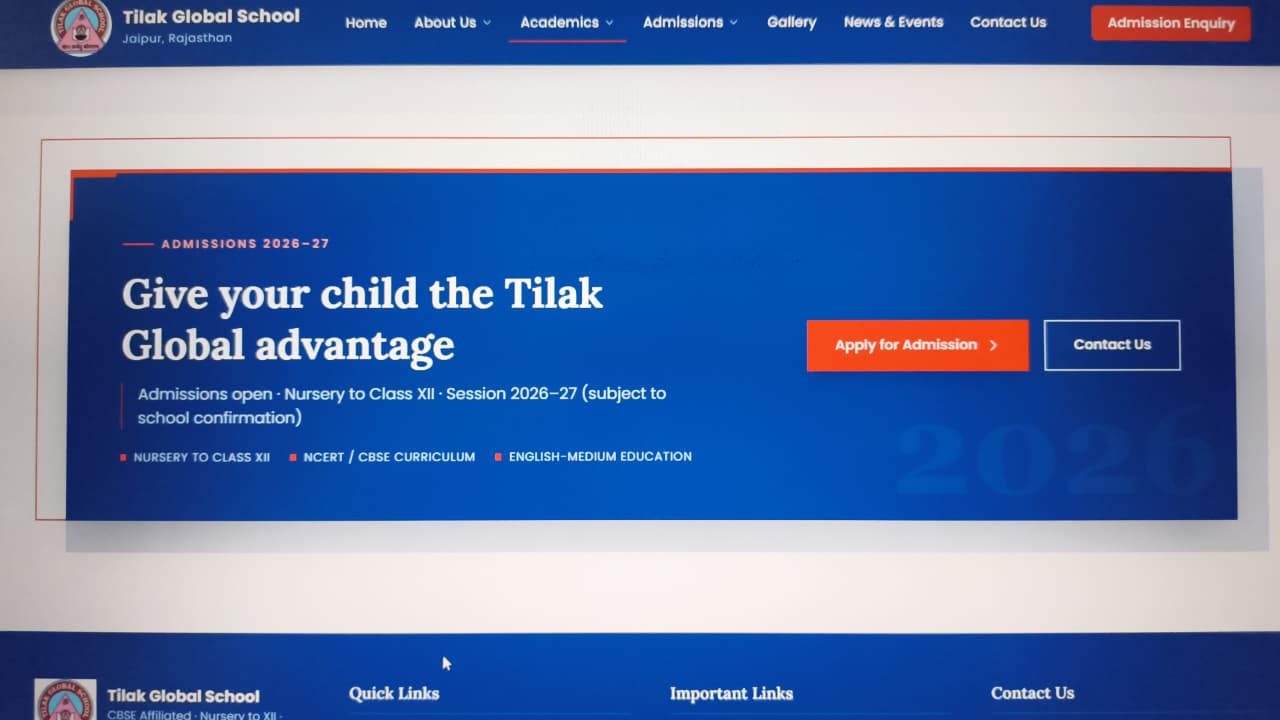 Tilak Global School
Jaipur, Rajasthan
Home About Us Academics Admissions Gallery News & Events Contact Us Admission Enquiry
ADMISSIONS 2026–27
Give your child the Tilak
Global advantage
Admissions open · Nursery to Class XII · Session 2026–27 (subject to
school confirmation)
NURSERY TO CLASS XII NCERT / CBSE CURRICULUM ENGLISH-MEDIUM EDUCATION
Apply for Admission Contact Us
2026
Tilak Global School
CBSE Affiliated · Nursery to XII ·
Quick Links
Important Links
Contact Us